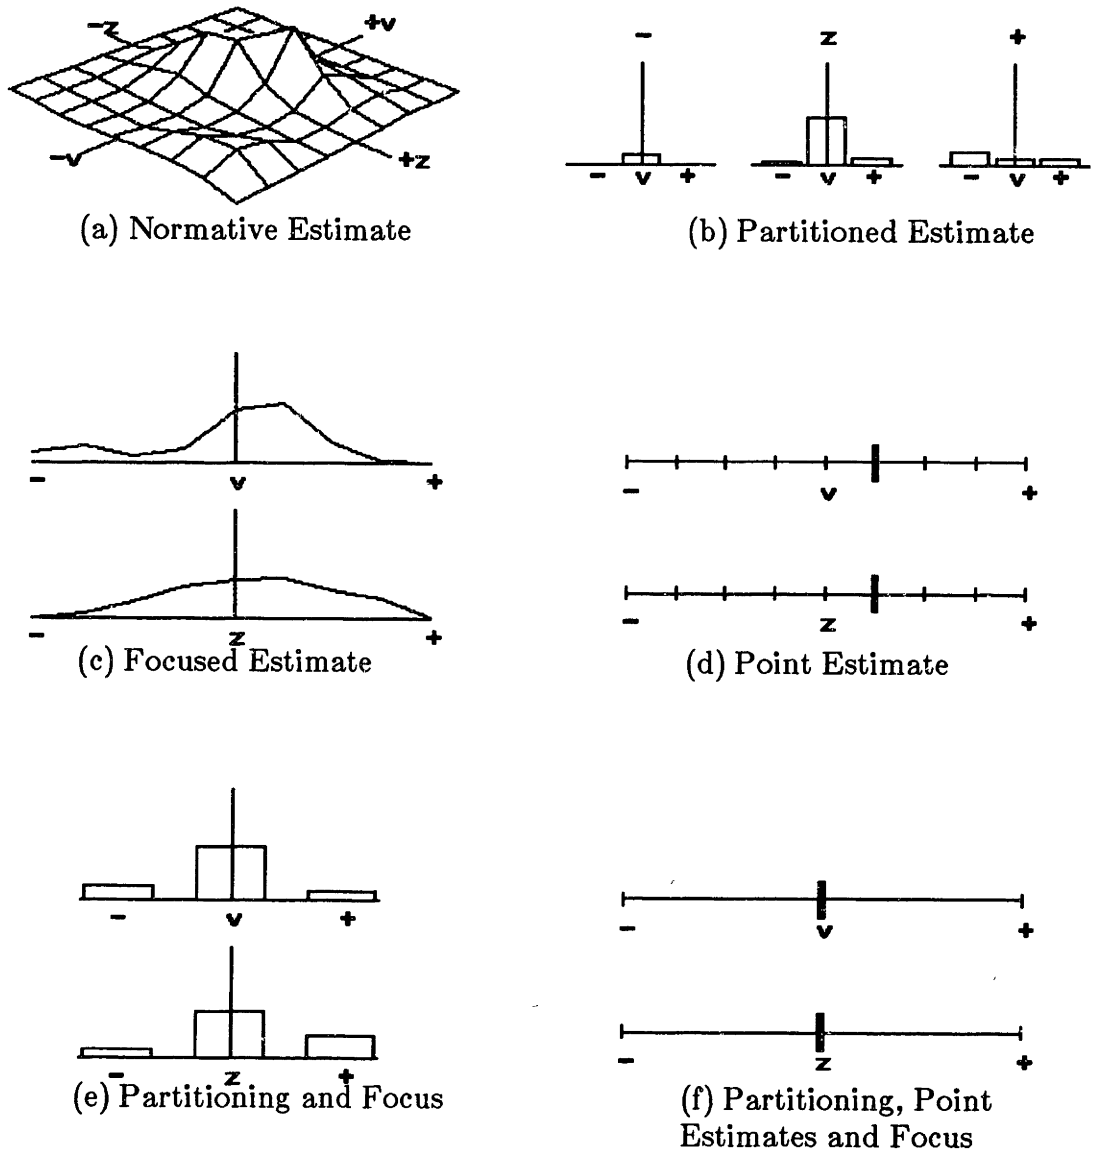 -z
+v
-v
+z
(a) Normative Estimate
- z +
- v +
- v +
- v +
(b) Partitioned Estimate
- v +
- z +
(c) Focused Estimate
- v +
- z +
(d) Point Estimate
- v +
- z +
(e) Partitioning and Focus
- v +
- z +
(f) Partitioning, Point
Estimates and Focus